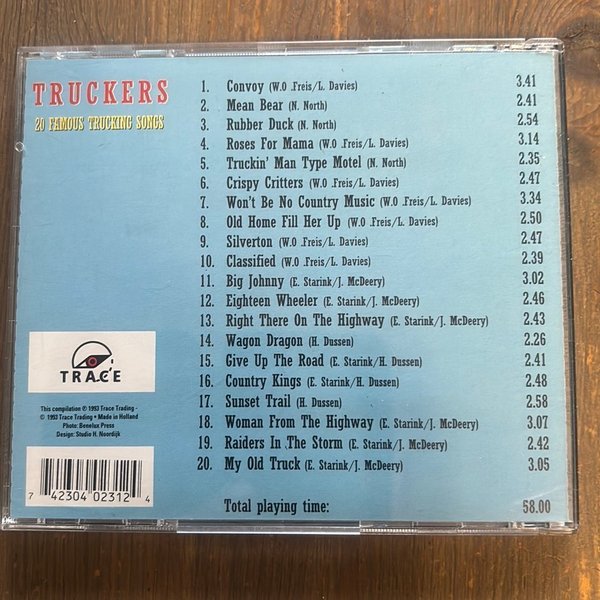 TRUCKERS
20 FAMOUS TRUCKING SONGS
1. Convoy (W.O .Freis/L. Davies) 3.41
2. Mean Bear (N. North) 2.41
3. Rubber Duck (N. North) 2.54
4. Roses For Mama (W.O .Freis/L. Davies) 3.14
5. Truckin' Man Type Motel (N. North) 2.35
6. Crispy Critters (W.O .Freis/L. Davies) 2.47
7. Won't Be No Country Music (W.O .Freis/L. Davies) 3.34
8. Old Home Fill Her Up (W.O .Freis/L. Davies) 2.50
9. Silverton (W.O .Freis/L. Davies) 2.47
10. Classified (W.O .Freis/L. Davies) 2.39
11. Big Johnny (E. Starink/J. McDeery) 3.02
12. Eighteen Wheeler (E. Starink/J. McDeery) 2.46
13. Right There On The Highway (E. Starink/J. McDeery) 2.43
14. Wagon Dragon (H. Dussen) 2.26
15. Give Up The Road (E. Starink/H. Dussen) 2.41
16. Country Kings (E. Starink/H. Dussen) 2.48
17. Sunset Trail (H. Dussen) 2.58
18. Woman From The Highway (E. Starink/J. McDeery) 3.07
19. Raiders In The Storm (E. Starink/J. McDeery) 2.42
20. My Old Truck (E. Starink/J. McDeery) 3.05
Total playing time: 58.00
TRACE
This compilation ℗ 1993 Trace Trading -
© 1993 Trace Trading • Made in Holland
Photo: Benelux Press
Design: Studio H. Noordijk
7 42304 02312 4